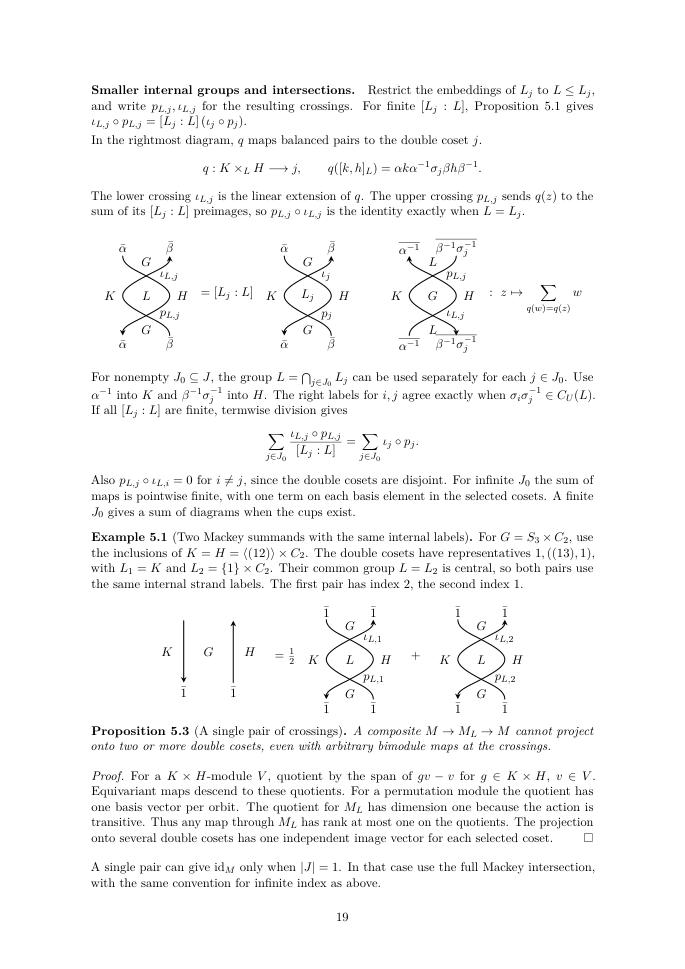 Smaller internal groups and intersections. Restrict the embeddings of L_j to L ≤ L_j,
and write p_{L,j}, ι_{L,j} for the resulting crossings. For finite [L_j : L], Proposition 5.1 gives
ι_{L,j} ∘ p_{L,j} = [L_j : L] (ι_j ∘ p_j).
In the rightmost diagram, q maps balanced pairs to the double coset j.
q : K ×_L H ⟶ j, q([k, h]_L) = αkα^{−1}σ_jβhβ^{−1}.
The lower crossing ι_{L,j} is the linear extension of q. The upper crossing p_{L,j} sends q(z) to the
sum of its [L_j : L] preimages, so p_{L,j} ∘ ι_{L,j} is the identity exactly when L = L_j.
ᾱ β̄ ᾱ β̄ \overline{α^{−1}} \overline{β^{−1}σ_j^{−1}}
G G L
ι_{L,j} ι_j p_{L,j}
K L H = [L_j : L] K L_j H K G H : z ↦ ∑_{q(w)=q(z)} w
p_{L,j} p_j ι_{L,j}
G G L
ᾱ β̄ ᾱ β̄ \overline{α^{−1}} \overline{β^{−1}σ_j^{−1}}
For nonempty J_0 ⊆ J, the group L = ⋂_{j∈J_0} L_j can be used separately for each j ∈ J_0. Use
α^{−1} into K and β^{−1}σ_j^{−1} into H. The right labels for i, j agree exactly when σ_iσ_j^{−1} ∈ C_U(L).
If all [L_j : L] are finite, termwise division gives
∑_{j∈J_0} \frac{ι_{L,j} ∘ p_{L,j}}{[L_j : L]} = ∑_{j∈J_0} ι_j ∘ p_j.
Also p_{L,j} ∘ ι_{L,i} = 0 for i ≠ j, since the double cosets are disjoint. For infinite J_0 the sum of
maps is pointwise finite, with one term on each basis element in the selected cosets. A finite
J_0 gives a sum of diagrams when the cups exist.
Example 5.1 (Two Mackey summands with the same internal labels). For G = S_3 × C_2, use
the inclusions of K = H = ⟨(12)⟩ × C_2. The double cosets have representatives 1, ((13), 1),
with L_1 = K and L_2 = {1} × C_2. Their common group L = L_2 is central, so both pairs use
the same internal strand labels. The first pair has index 2, the second index 1.
1̄ 1̄ 1̄ 1̄
G G
ι_{L,1} ι_{L,2}
K G H = ½ K L H + K L H
p_{L,1} p_{L,2}
1̄ 1̄ G G
1̄ 1̄ 1̄ 1̄
Proposition 5.3 (A single pair of crossings). A composite M → M_L → M cannot project
onto two or more double cosets, even with arbitrary bimodule maps at the crossings.
Proof. For a K × H-module V, quotient by the span of gv − v for g ∈ K × H, v ∈ V.
Equivariant maps descend to these quotients. For a permutation module the quotient has
one basis vector per orbit. The quotient for M_L has dimension one because the action is
transitive. Thus any map through M_L has rank at most one on the quotients. The projection
onto several double cosets has one independent image vector for each selected coset. □
A single pair can give id_M only when |J| = 1. In that case use the full Mackey intersection,
with the same convention for infinite index as above.
19